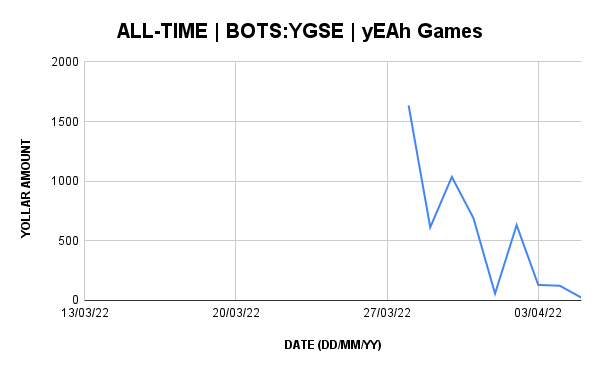 ALL-TIME | BOTS:YGSE | yEAh Games
2000
1500
1000
500
0
YOLLAR AMOUNT
13/03/22 20/03/22 27/03/22 03/04/22
DATE (DD/MM/YY)